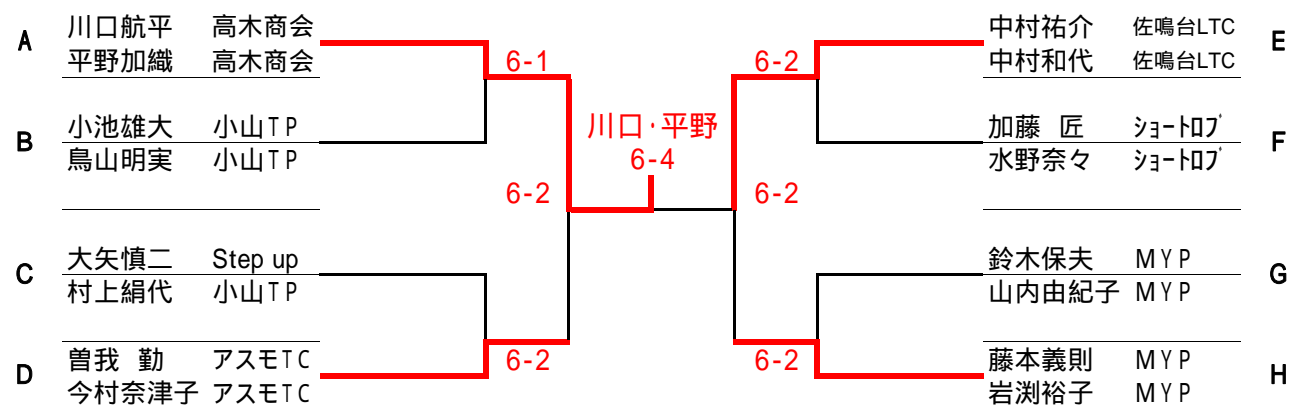 A 川口航平 高木商会
平野加織 高木商会
6-1
B 小池雄大 小山TP
鳥山明実 小山TP
6-2
C 大矢慎二 Step up
村上絹代 小山TP
D 曽我 勤 アスモTC
今村奈津子 アスモTC
6-2
川口・平野
6-4
中村祐介 佐鳴台LTC E
中村和代 佐鳴台LTC
6-2
加藤 匠 ショートロブ F
水野奈々 ショートロブ
6-2
鈴木保夫 MYP G
山内由紀子 MYP
藤本義則 MYP H
岩渕裕子 MYP
6-2